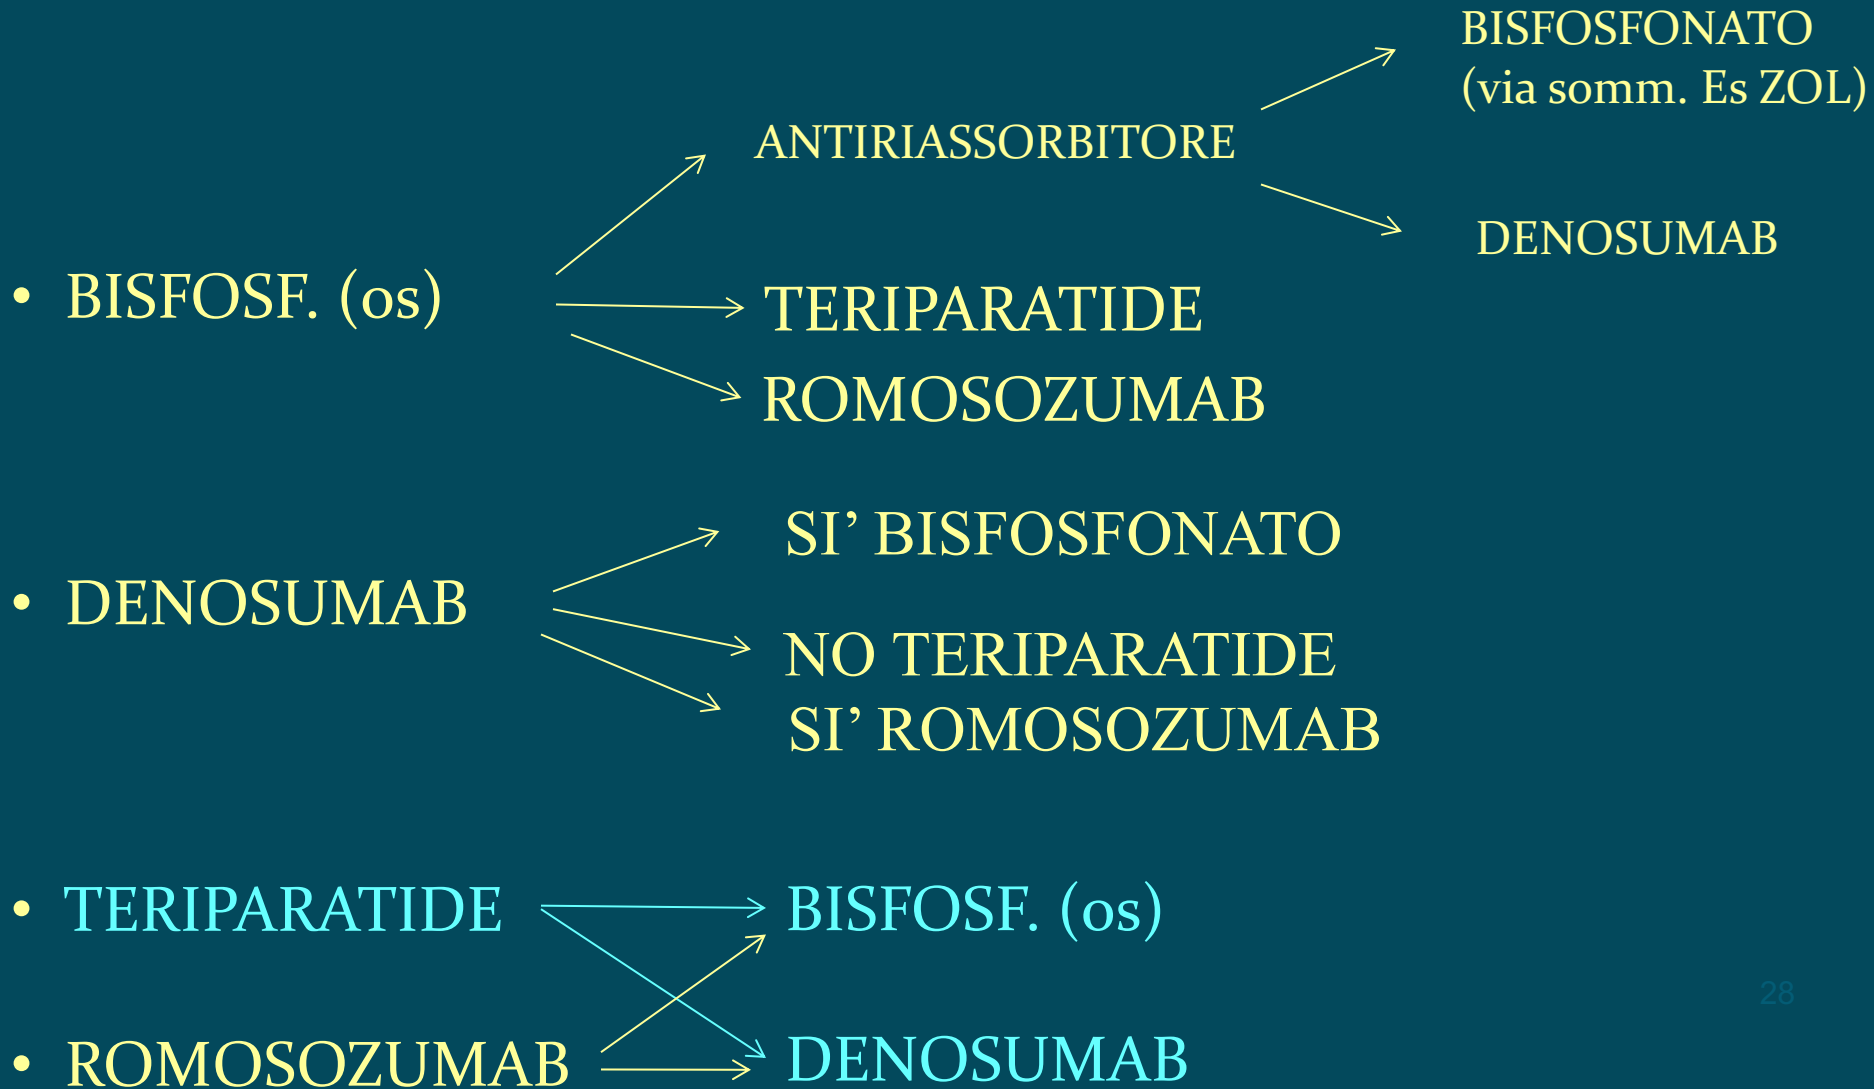 BISFOSFONATO
(via somm. Es ZOL)
ANTIRIASSORBITORE
DENOSUMAB
• BISFOSF. (os)
TERIPARATIDE
ROMOSOZUMAB
SI’ BISFOSFONATO
• DENOSUMAB
NO TERIPARATIDE
SI’ ROMOSOZUMAB
• TERIPARATIDE
BISFOSF. (os)
28
• ROMOSOZUMAB
DENOSUMAB